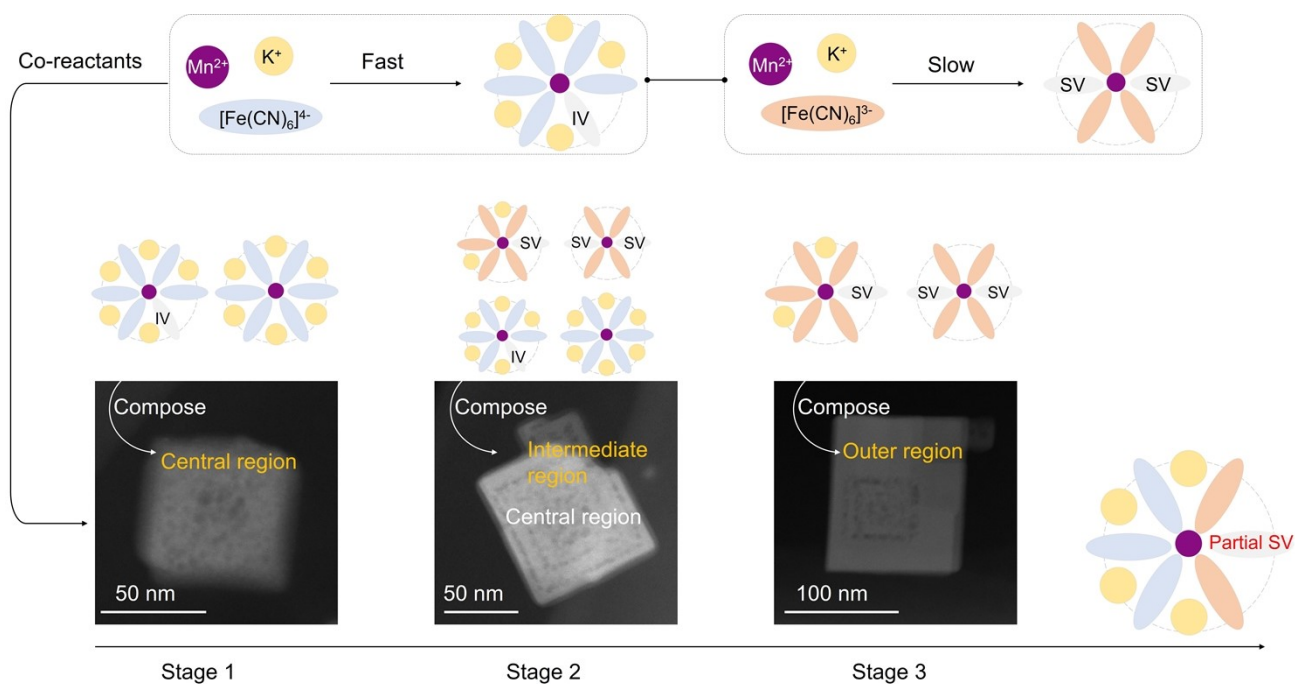 Co-reactants
Mn²⁺
K⁺
[Fe(CN)₆]⁴⁻
Fast
IV
Mn²⁺
K⁺
[Fe(CN)₆]³⁻
Slow
SV
SV
IV
SV
SV
SV
IV
SV
SV
SV
Compose
Central region
50 nm
Compose
Intermediate
region
Central region
50 nm
Compose
Outer region
100 nm
Partial SV
Stage 1
Stage 2
Stage 3